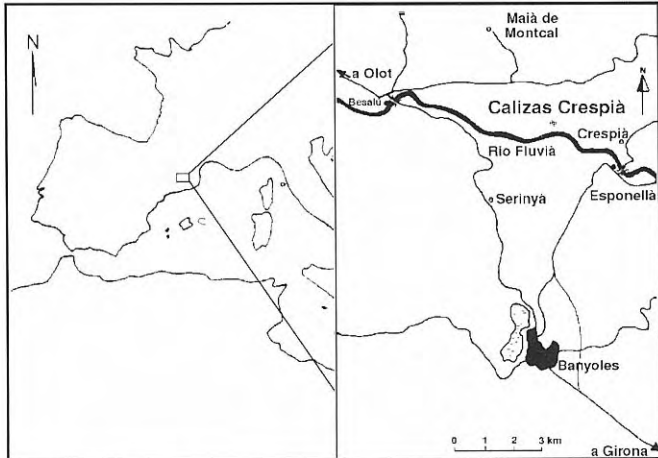 N
Maià de
Montcal
a Olot
N
Besalú
Calizas Crespià
Crespià
Rio Fluvià
Esponellà
Serinyà
Banyoles
0 1 2 3 km
a Girona